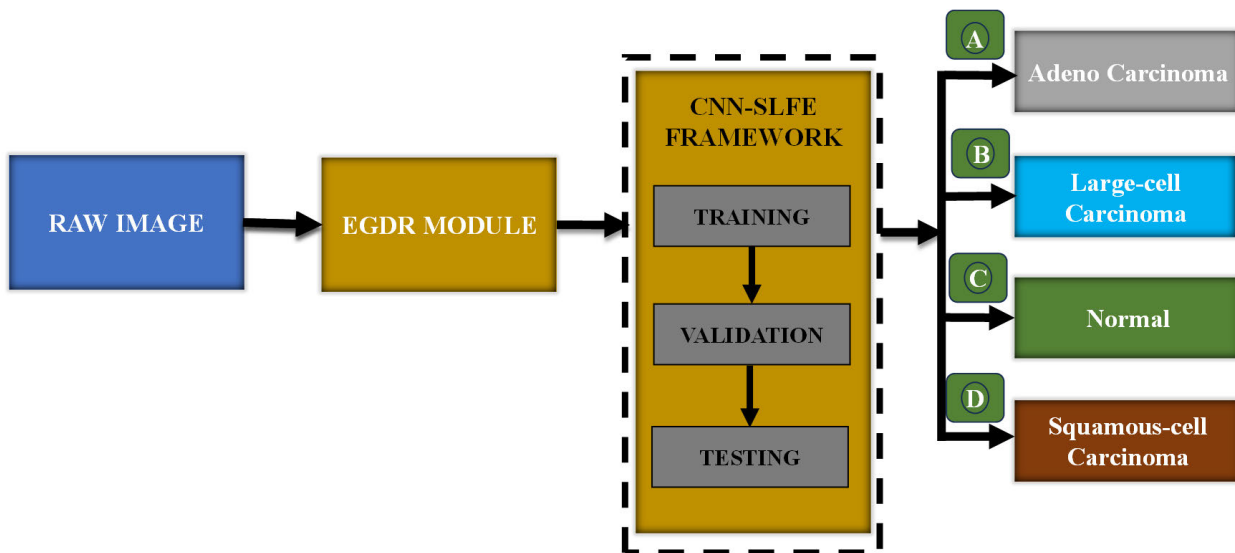 RAW IMAGE
EGDR MODULE
CNN-SLFE
FRAMEWORK
TRAINING
VALIDATION
TESTING
A
Adeno Carcinoma
B
Large-cell
Carcinoma
C
Normal
D
Squamous-cell
Carcinoma